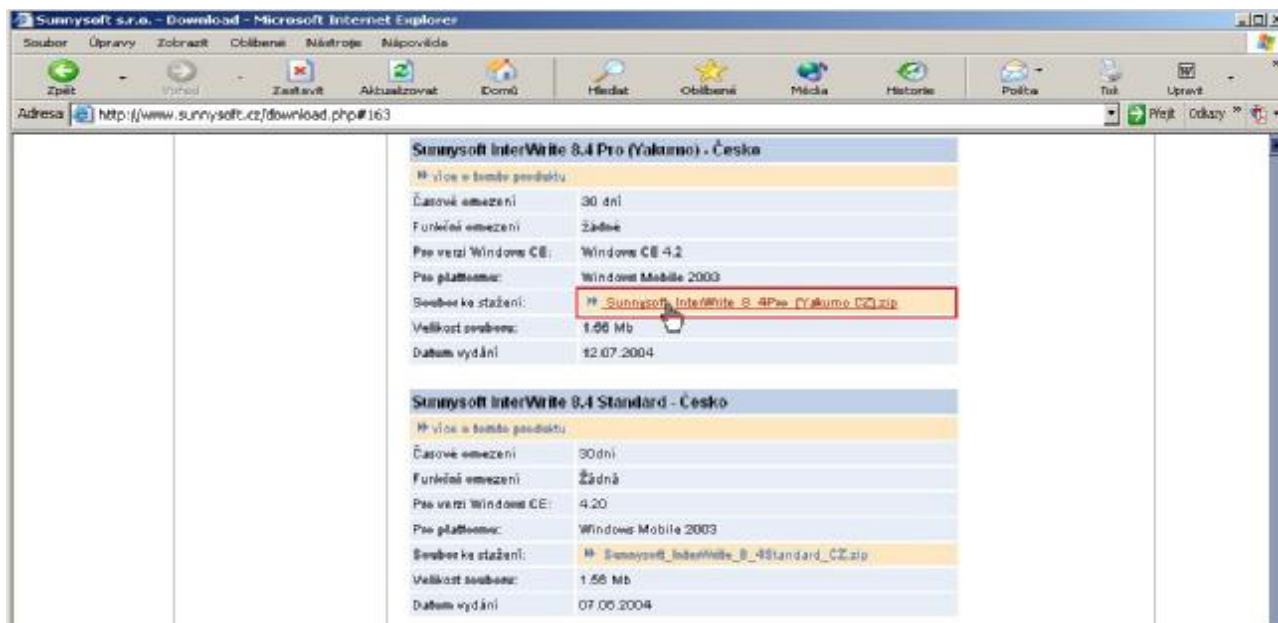 Sunnysoft s.r.o. - Download - Microsoft Internet Explorer
Soubor Úpravy Zobrazit Oblíbené Nástroje Nápověda
Zpět Vpřed Zastavit Aktualizovat Domů Hledat Oblíbené Média Historie Pošta Tisk Upravit
Adresa http://www.sunnysoft.cz/download.php#163 Přejít Odkazy »
Sunnysoft InterWrite 8.4 Pro (Yakumo) - Česko
více o tomto produktu
Časové omezení 30 dní
Funkční omezení žádné
Pro verzi Windows CE: Windows CE 4.2
Pro platformu: Windows Mobile 2003
Soubor ke stažení: Sunnysoft_InterWrite_8_4Pro_(Yakumo CZ).zip
Velikost souboru: 1.66 Mb
Datum vydání 12.07.2004
Sunnysoft InterWrite 8.4 Standard - Česko
více o tomto produktu
Časové omezení 30dní
Funkční omezení Žádná
Pro verzi Windows CE: 4.20
Pro platformu: Windows Mobile 2003
Soubor ke stažení: Sunnysoft_InterWrite_8_4Standard_CZ.zip
Velikost souboru: 1.56 Mb
Datum vydání 07.06.2004